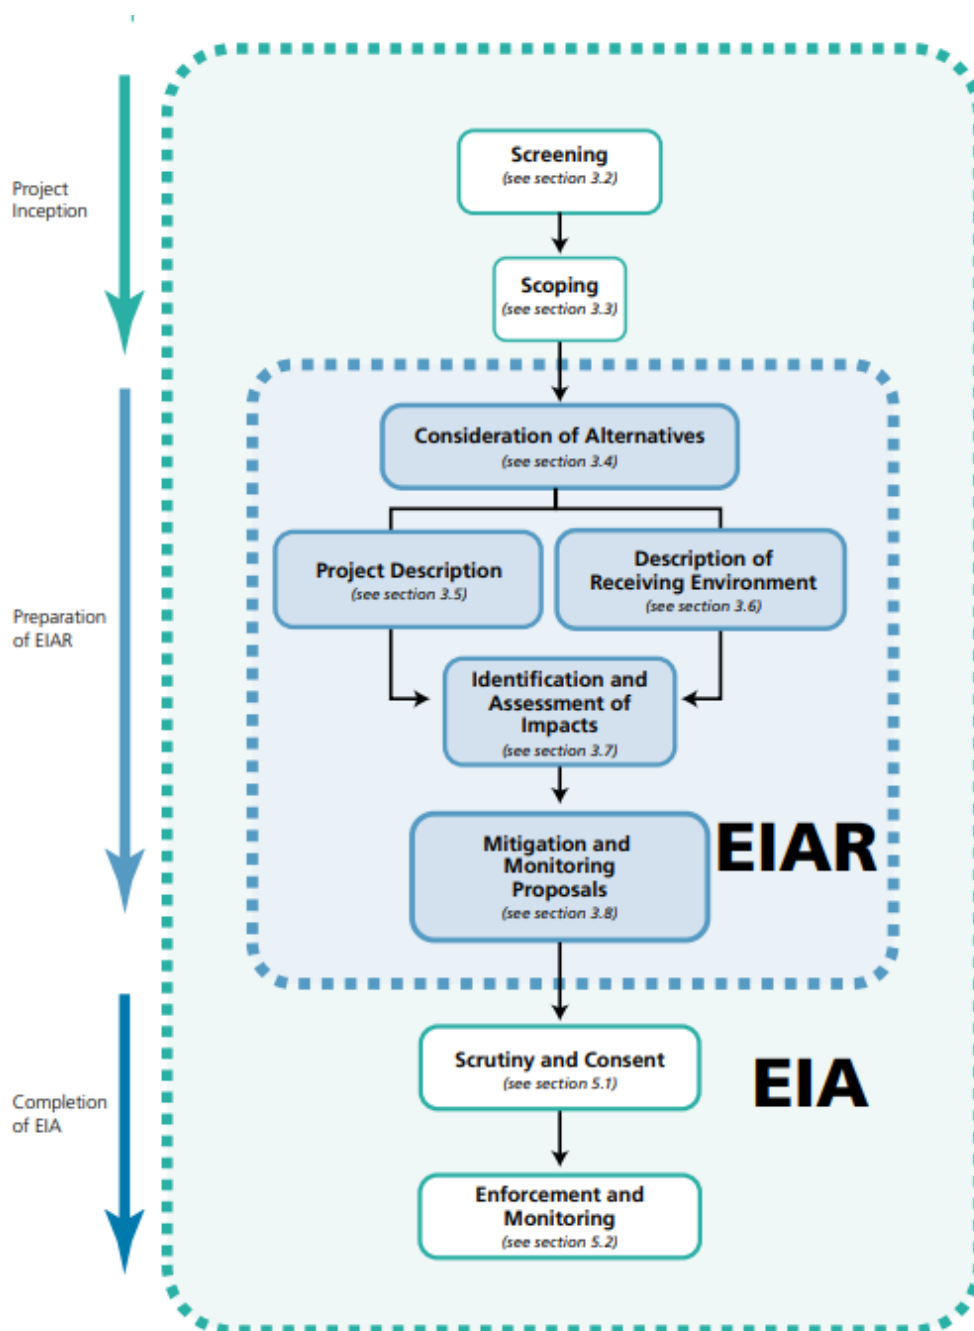 Project
Inception
Screening
(see section 3.2)
Scoping
(see section 3.3)
Preparation
of EIAR
Consideration of Alternatives
(see section 3.4)
Project Description
(see section 3.5)
Description of
Receiving Environment
(see section 3.6)
Identification and
Assessment of
Impacts
(see section 3.7)
Mitigation and
Monitoring
Proposals
(see section 3.8)
EIAR
Completion
of EIA
Scrutiny and Consent
(see section 5.1)
EIA
Enforcement and
Monitoring
(see section 5.2)